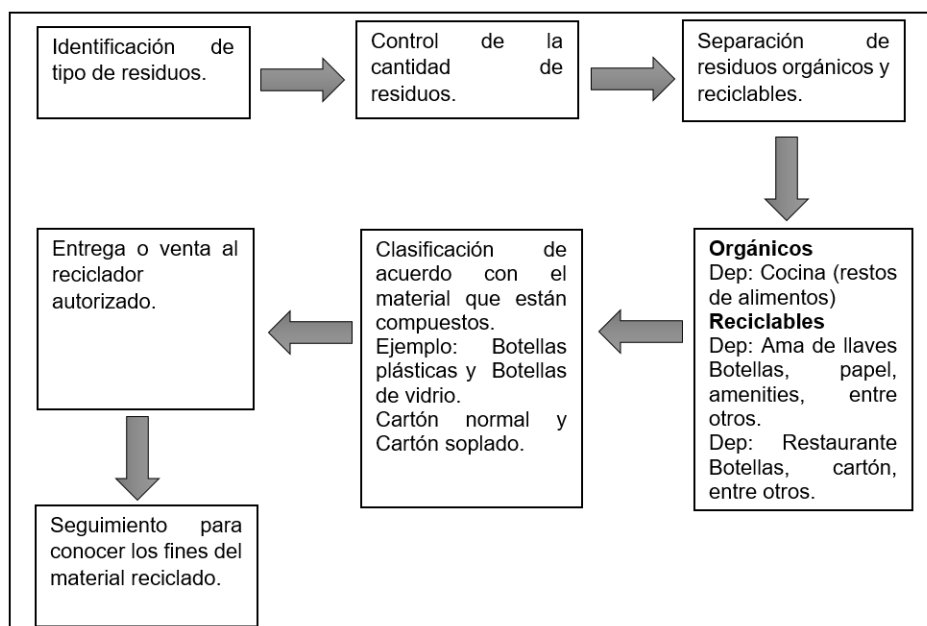 Identificación de
tipo de residuos.
Control de la
cantidad de
residuos.
Separación de
residuos orgánicos y
reciclables.
Orgánicos
Dep: Cocina (restos
de alimentos)
Reciclables
Dep: Ama de llaves
Botellas, papel,
amenities, entre
otros.
Dep: Restaurante
Botellas, cartón,
entre otros.
Clasificación de
acuerdo con el
material que están
compuestos.
Ejemplo: Botellas
plásticas y Botellas
de vidrio.
Cartón normal y
Cartón soplado.
Entrega o venta al
reciclador
autorizado.
Seguimiento para
conocer los fines del
material reciclado.